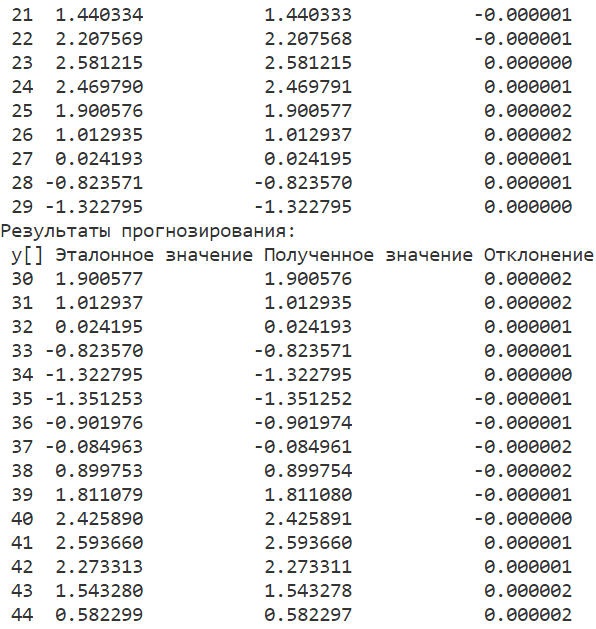 21 1.440334 1.440333 -0.000001
22 2.207569 2.207568 -0.000001
23 2.581215 2.581215 0.000000
24 2.469790 2.469791 0.000001
25 1.900576 1.900577 0.000002
26 1.012935 1.012937 0.000002
27 0.024193 0.024195 0.000001
28 -0.823571 -0.823570 0.000001
29 -1.322795 -1.322795 0.000000
Результаты прогнозирования:
y[] Эталонное значение Полученное значение Отклонение
30 1.900577 1.900576 0.000002
31 1.012937 1.012935 0.000002
32 0.024195 0.024193 0.000001
33 -0.823570 -0.823571 0.000001
34 -1.322795 -1.322795 0.000000
35 -1.351253 -1.351252 -0.000001
36 -0.901976 -0.901974 -0.000001
37 -0.084963 -0.084961 -0.000002
38 0.899753 0.899754 -0.000002
39 1.811079 1.811080 -0.000001
40 2.425890 2.425891 -0.000000
41 2.593660 2.593660 0.000001
42 2.273313 2.273311 0.000001
43 1.543280 1.543278 0.000002
44 0.582299 0.582297 0.000002